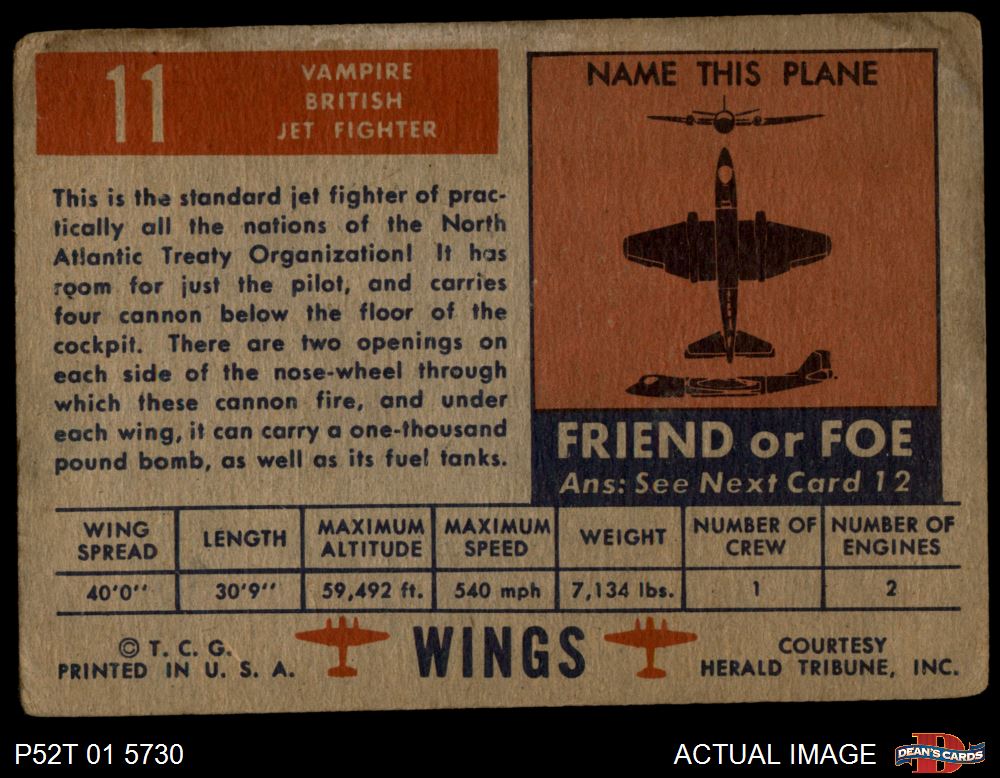 11
VAMPIRE
BRITISH
JET FIGHTER
This is the standard jet fighter of prac-
tically all the nations of the North
Atlantic Treaty Organization! It has
room for just the pilot, and carries
four cannon below the floor of the
cockpit. There are two openings on
each side of the nose-wheel through
which these cannon fire, and under
each wing, it can carry a one-thousand
pound bomb, as well as its fuel tanks.
NAME THIS PLANE
FRIEND or FOE
Ans: See Next Card 12
WING SPREAD LENGTH MAXIMUM ALTITUDE MAXIMUM SPEED WEIGHT NUMBER OF CREW NUMBER OF ENGINES
40'0" 30'9" 59,492 ft. 540 mph 7,134 lbs. 1 2
© T. C. G.
PRINTED IN U. S. A.
WINGS
COURTESY
HERALD TRIBUNE, INC.
P52T 01 5730
ACTUAL IMAGE
D
DEAN'S CARDS